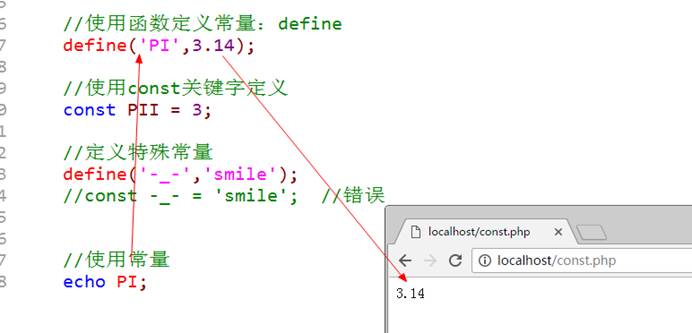 6
//使用函数定义常量：define
7 define('PI',3.14);
8
9 //使用const关键字定义
0 const PII = 3;
1
2 //定义特殊常量
3 define('-_-','smile');
4 //const -_- = 'smile';  //错误
5
6
7 //使用常量
8 echo PI;
localhost/const.php
localhost/const.php
3.14